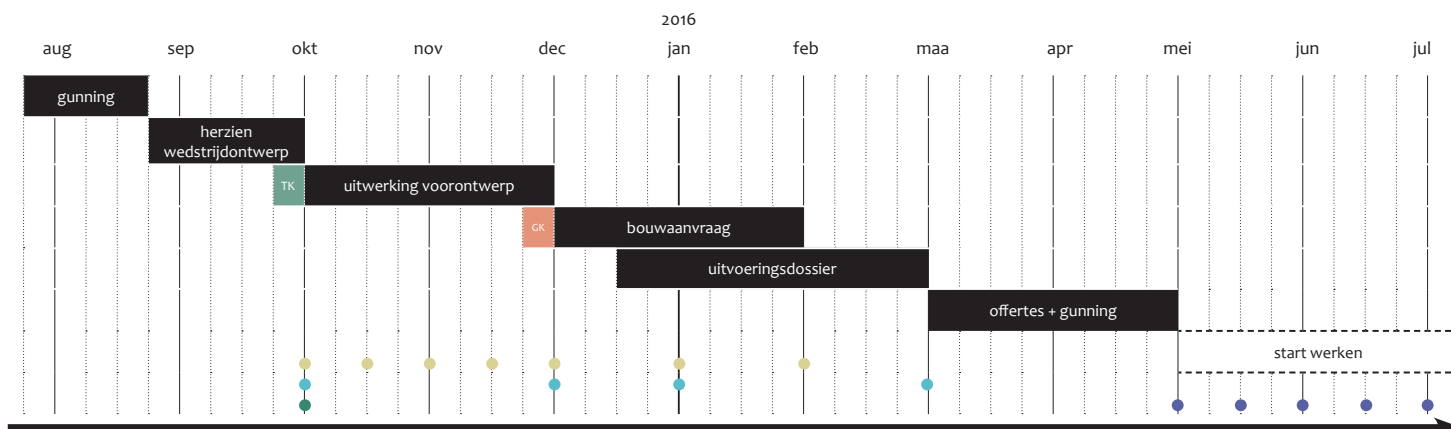 2016
aug sep okt nov dec jan feb maa apr mei jun jul
gunning
herzien
wedstrijdontwerp
TK uitwerking voorontwerp
GK bouwaanvraag
uitvoeringsdossier
offertes + gunning
start werken